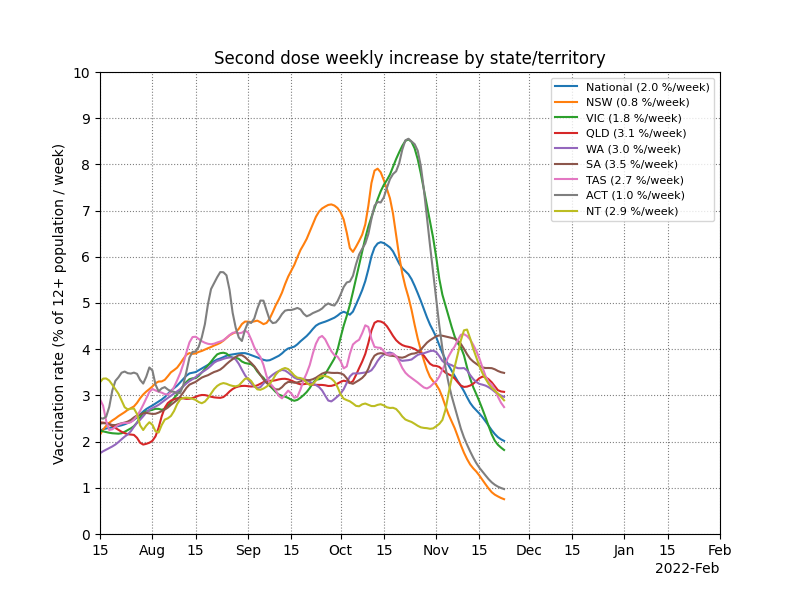 Second dose weekly increase by state/territory
Vaccination rate (% of 12+ population / week)
10
9
8
7
6
5
4
3
2
1
0
National (2.0 %/week)
NSW (0.8 %/week)
VIC (1.8 %/week)
QLD (3.1 %/week)
WA (3.0 %/week)
SA (3.5 %/week)
TAS (2.7 %/week)
ACT (1.0 %/week)
NT (2.9 %/week)
15 Aug 15 Sep 15 Oct 15 Nov 15 Dec 15 Jan 15 Feb
2022-Feb